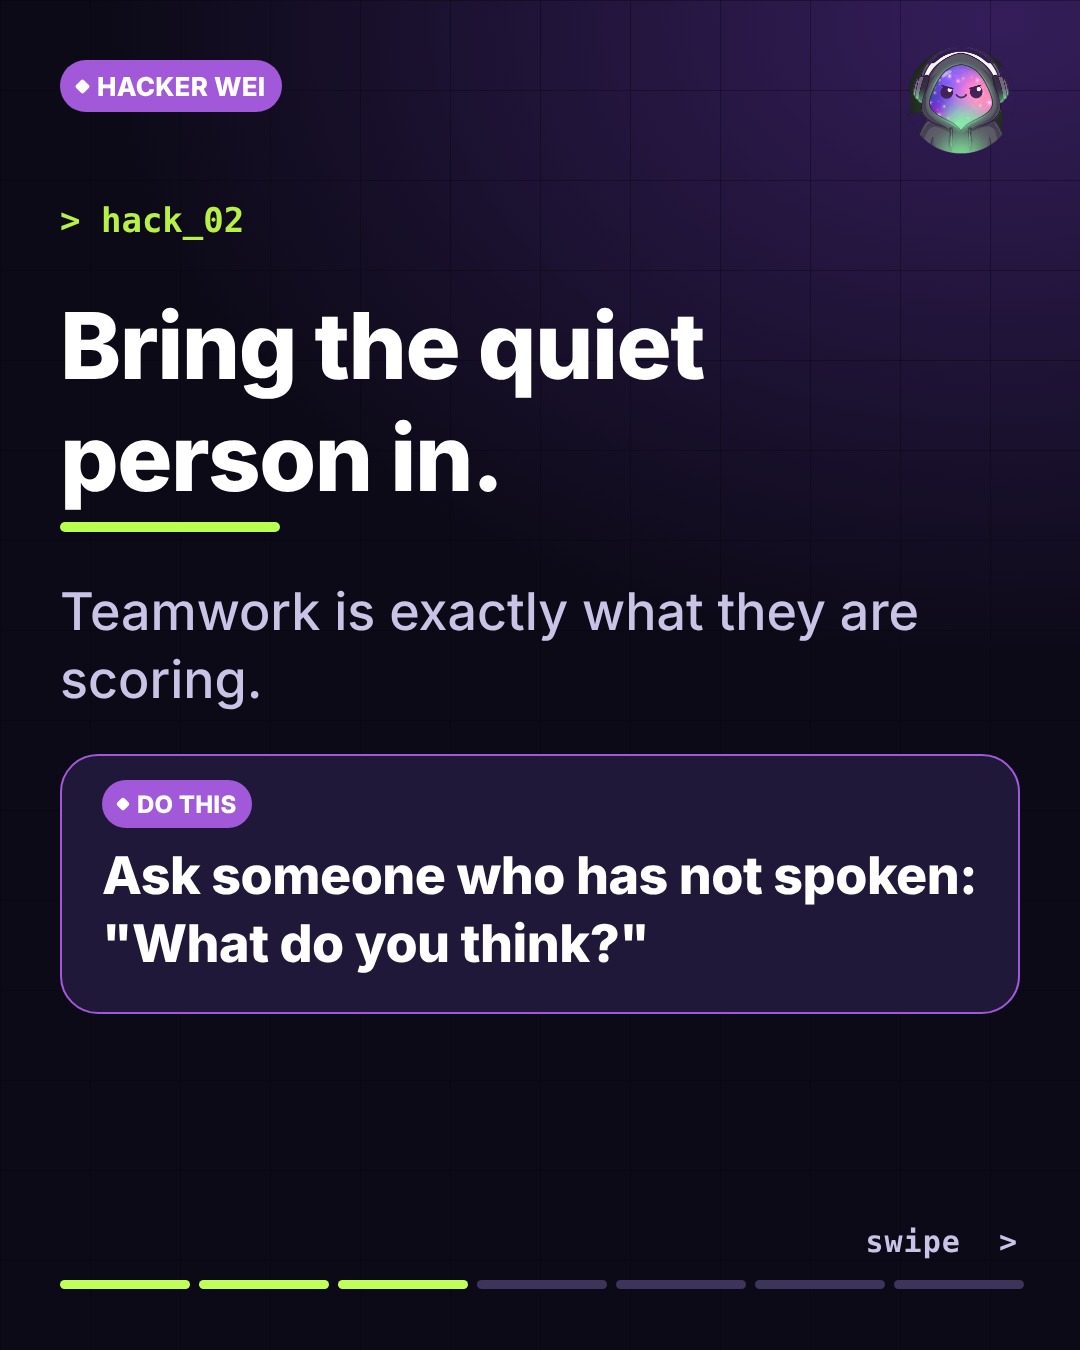 HACKER WEI
> hack_02
Bring the quiet
person in.
Teamwork is exactly what they are
scoring.
DO THIS
Ask someone who has not spoken:
"What do you think?"
swipe >